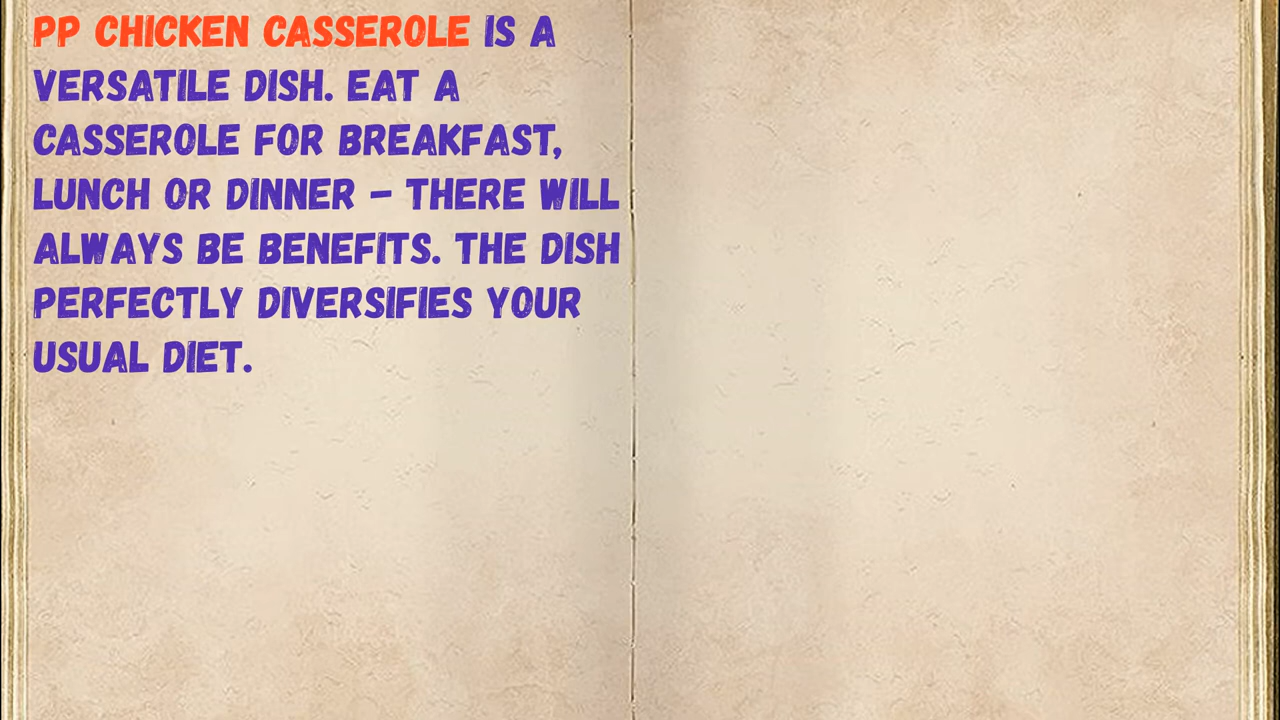 PP CHICKEN CASSEROLE IS A
VERSATILE DISH. EAT A
CASSEROLE FOR BREAKFAST,
LUNCH OR DINNER – THERE WILL
ALWAYS BE BENEFITS. THE DISH
PERFECTLY DIVERSIFIES YOUR
USUAL DIET.